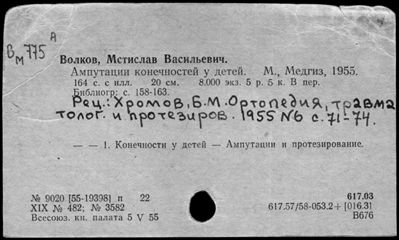 В
М 775 А
Волков, Мстислав Васильевич.
Ампутации конечностей у детей. М., Медгиз, 1955.
164 с. с илл. 20 см. 8.000 экз. 5 р. 5 к. В пер.
Библиогр: с. 158-163.
Рец.: Хромов, Б.М. Ортопедия, травма
толог. и протезиров. 1955 N6 с. 71-74.
— — 1. Конечности у детей — Ампутации и протезирование.
№ 9020 [55-19398] п 22
617.03
XIX № 482; № 3582
617.57/58-053.2+[016.3]
Всесоюз. кн. палата 5 V 55
В676